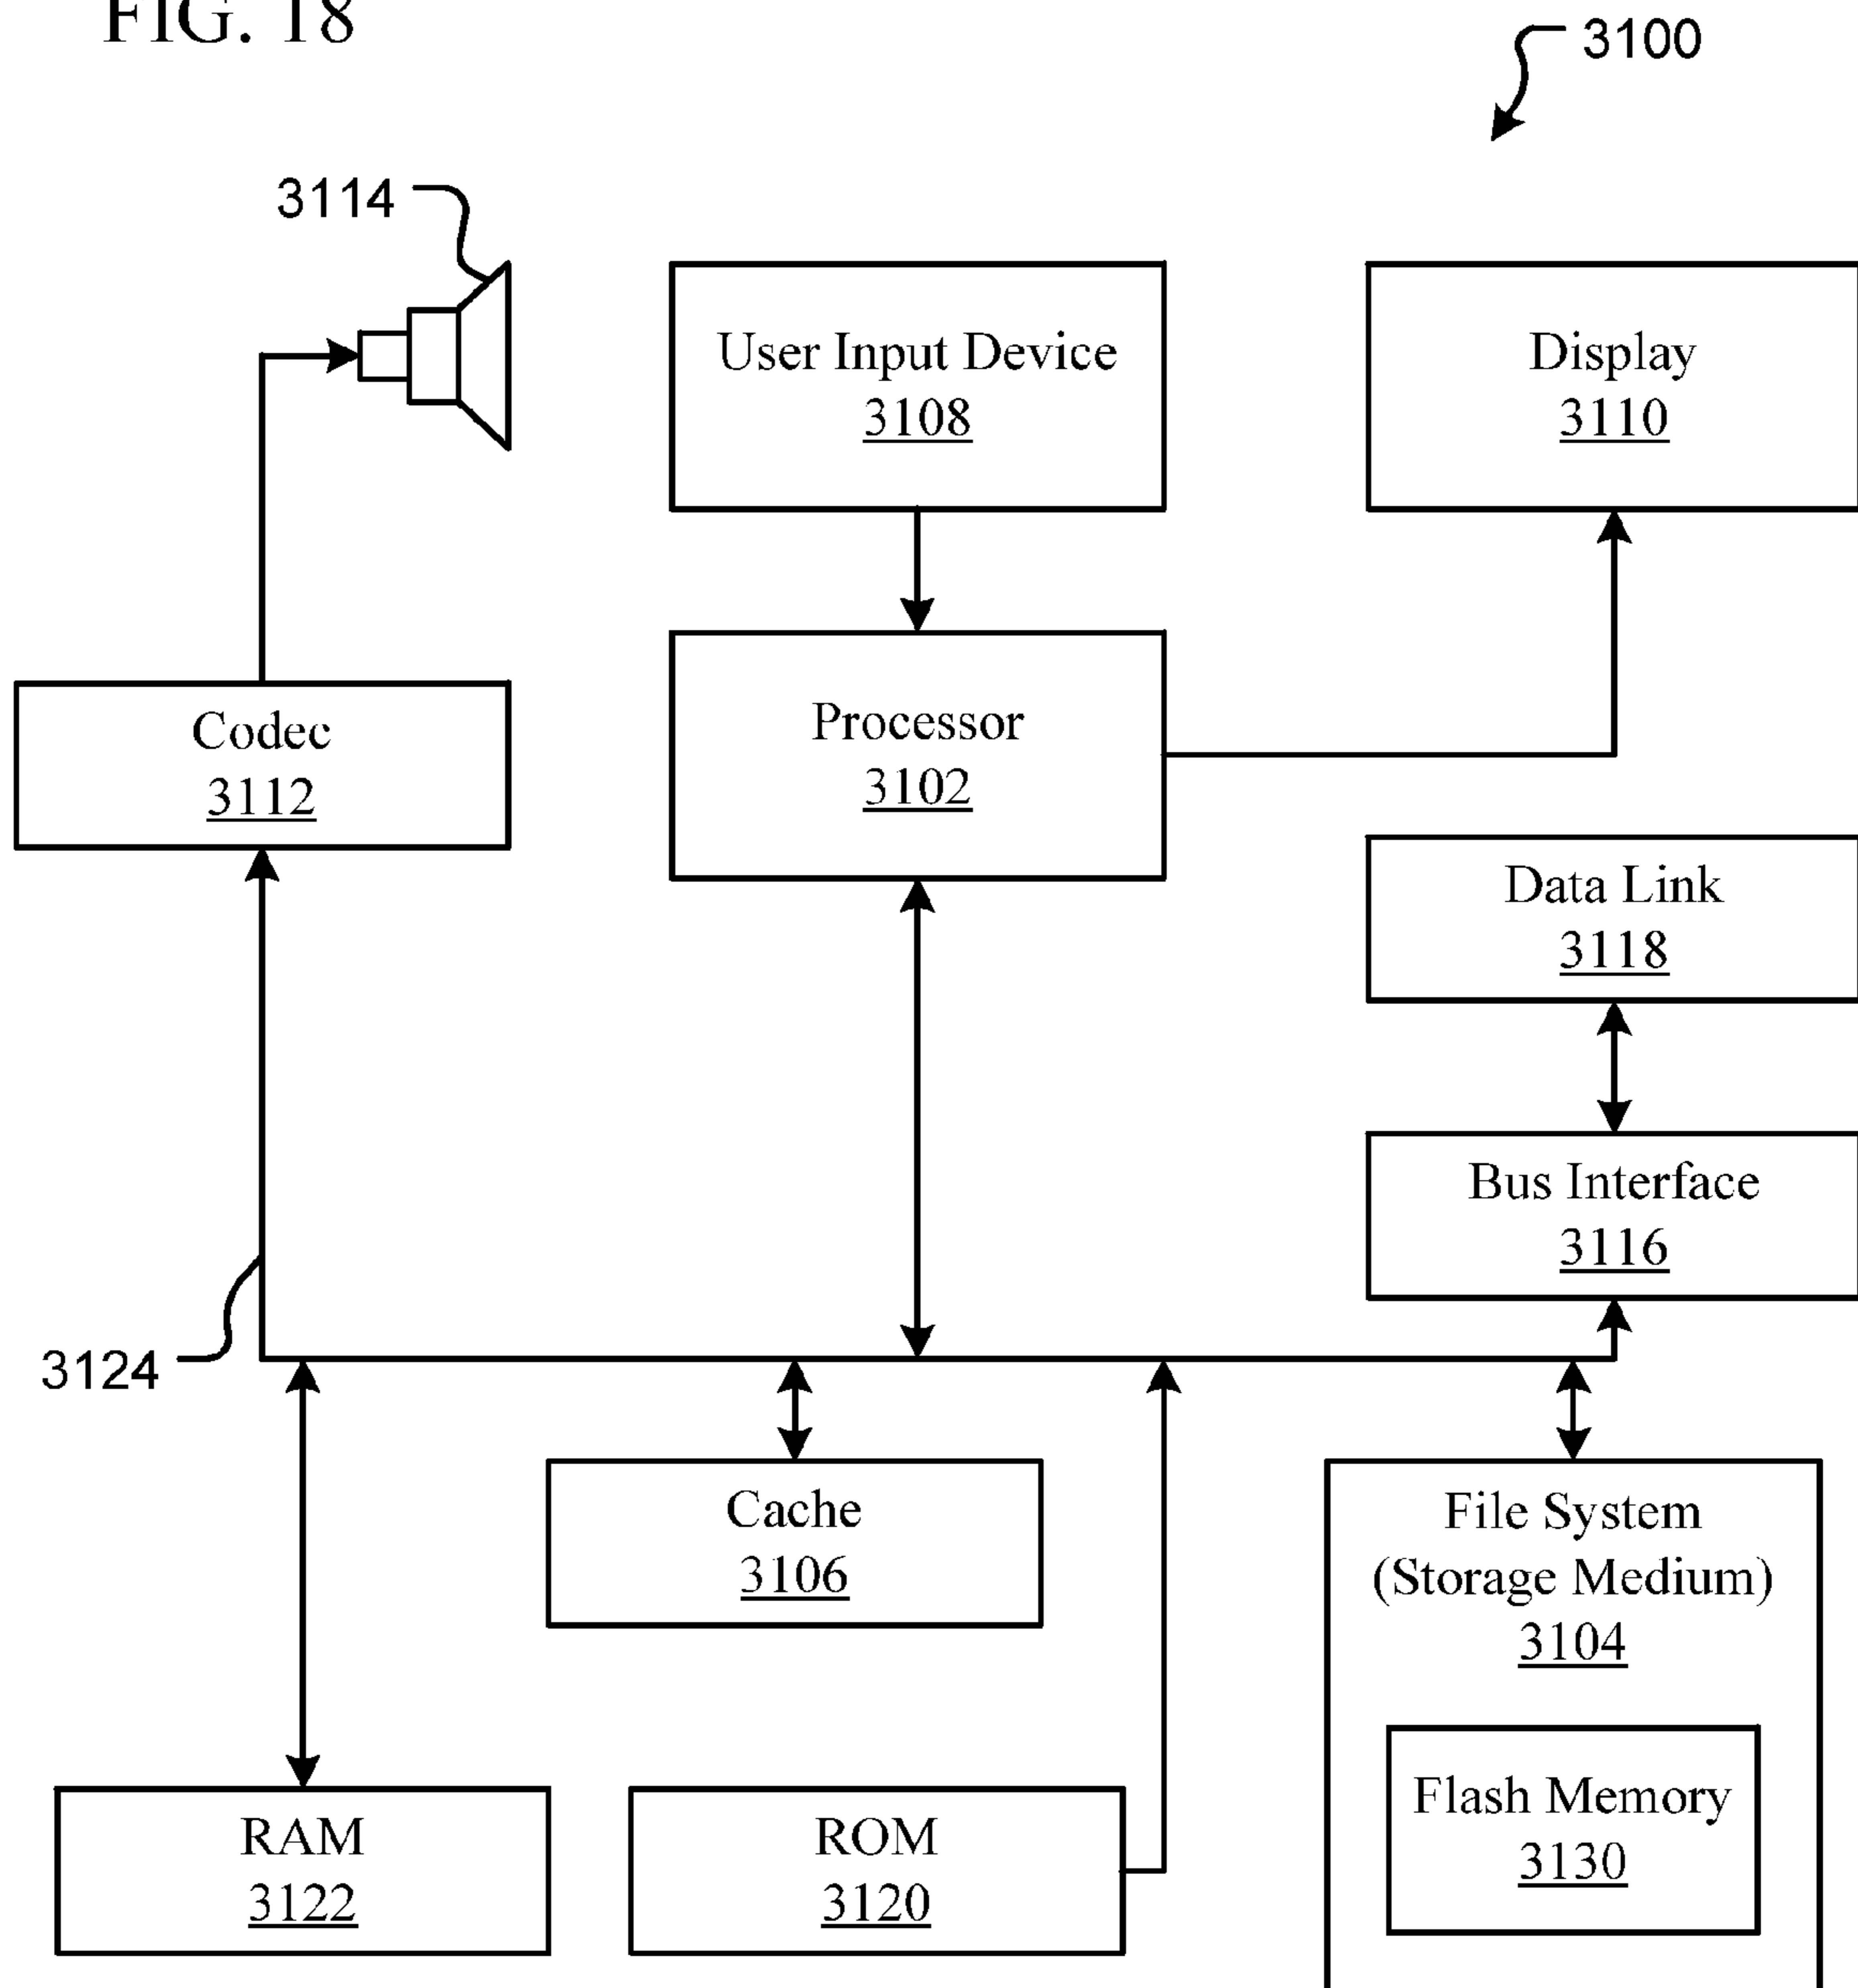 FIG. 18
3100
3114
User Input Device
3108
Display
3110
Codec
3112
Processor
3102
Data Link
3118
Bus Interface
3116
3124
Cache
3106
File System
(Storage Medium)
3104
Flash Memory
3130
RAM
3122
ROM
3120